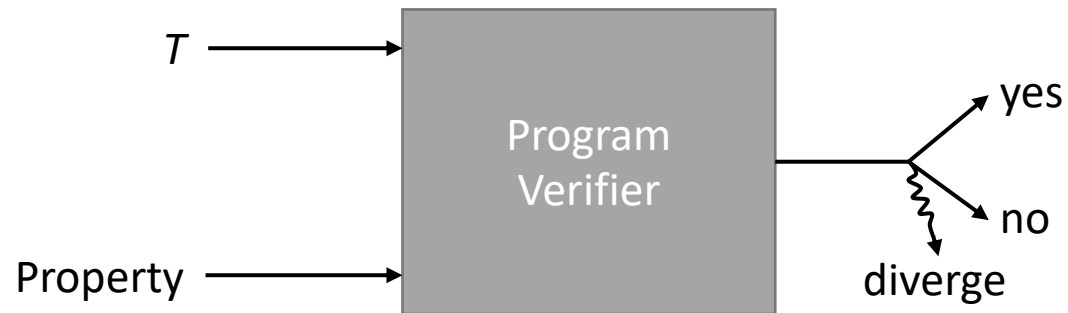 T
Program
Verifier
Property
yes
no
diverge